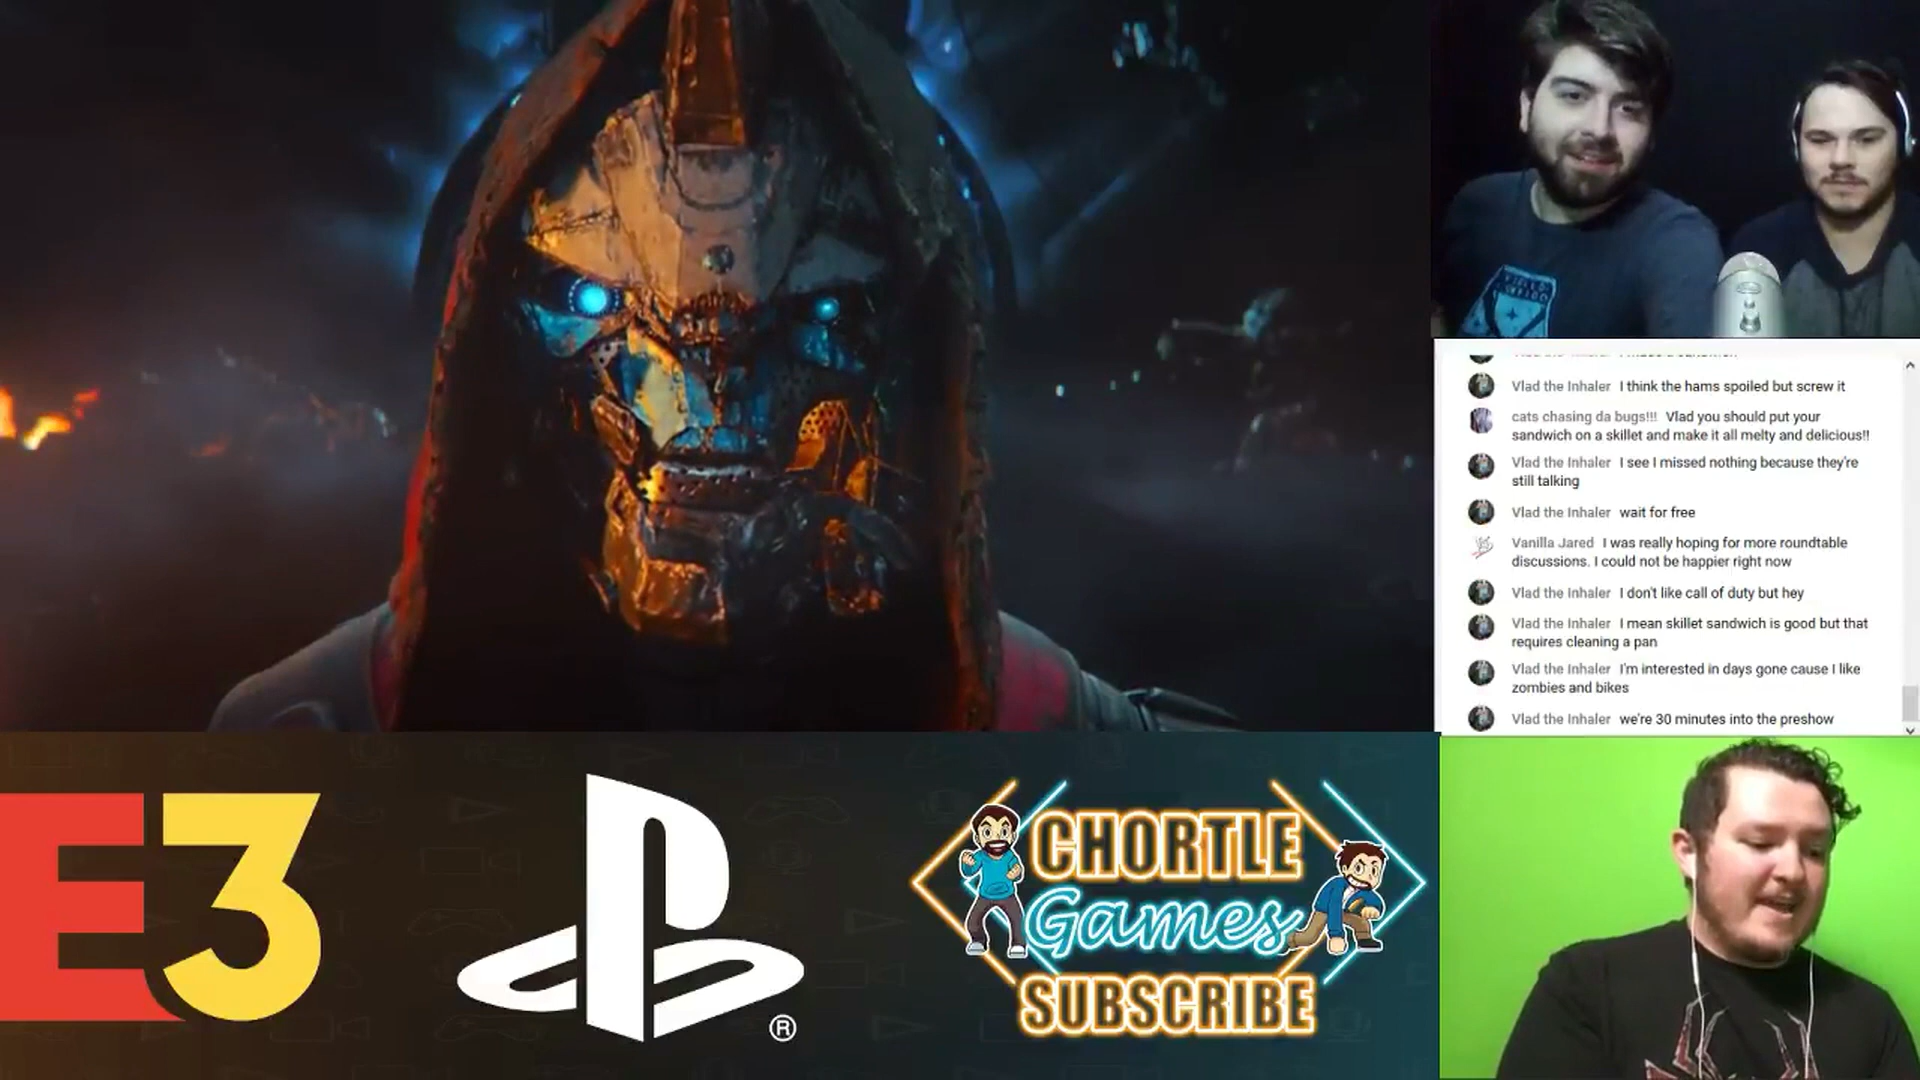 Vlad the Inhaler I think the hams spoiled but screw it
cats chasing da bugs!!! Vlad you should put your
sandwich on a skillet and make it all melty and delicious!!
Vlad the Inhaler I see I missed nothing because they're
still talking
Vlad the Inhaler wait for free
Vanilla Jared I was really hoping for more roundtable
discussions. I could not be happier right now
Vlad the Inhaler I don't like call of duty but hey
Vlad the Inhaler I mean skillet sandwich is good but that
requires cleaning a pan
Vlad the Inhaler I'm interested in days gone cause I like
zombies and bikes
Vlad the Inhaler we're 30 minutes into the preshow
E3
®
CHORTLE
Games
SUBSCRIBE